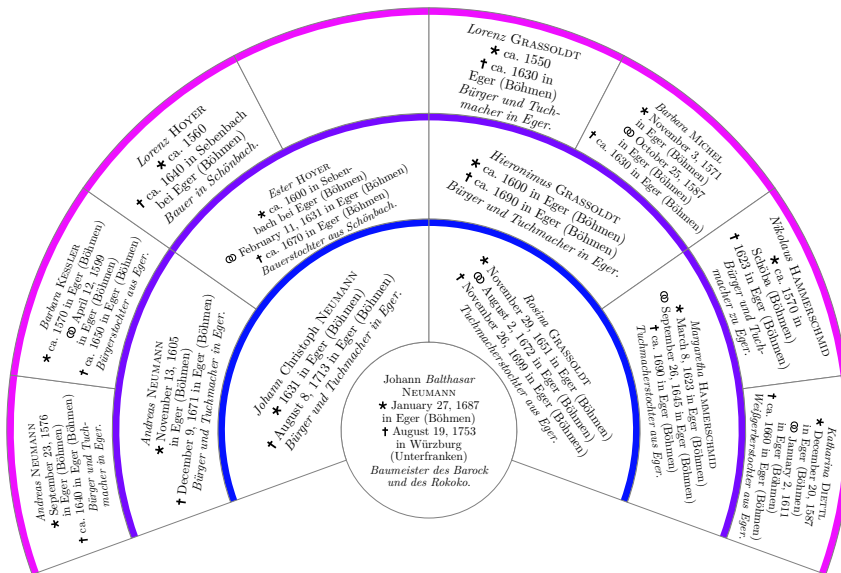 Johann Balthasar
NEUMANN
★ January 27, 1687
in Eger (Böhmen)
✝ August 19, 1753
in Würzburg
(Unterfranken)
Baumeister des Barock
und des Rokoko.
Johann Christoph NEUMANN
★ 1631 in Eger (Böhmen)
✝ August 8, 1713 in Eger (Böhmen)
Bürger und Tuchmacher in Eger.
Rosina GRASSOLDT
★ November 29, 1651 in Eger (Böhmen)
⚭ August 2, 1672 in Eger (Böhmen)
✝ November 26, 1699 in Eger (Böhmen)
Tuchmacherstochter aus Eger.
Andreas NEUMANN
★ November 13, 1605
in Eger (Böhmen)
✝ December 9, 1671 in Eger (Böhmen)
Bürger und Tuchmacher in Eger.
Ester HOYER
★ ca. 1600 in Seben-
bach bei Eger (Böhmen)
⚭ February 11, 1631 in Eger (Böhmen)
✝ ca. 1670 in Eger (Böhmen)
Bauerstochter aus Schönbach.
Hieronimus GRASSOLDT
★ ca. 1600 in Eger (Böhmen)
✝ ca. 1690 in Eger (Böhmen)
Bürger und Tuchmacher in Eger.
Margaretha HAMMERSCHMID
★ March 8, 1623 in Eger (Böhmen)
⚭ September 26, 1645 in Eger (Böhmen)
✝ ca. 1690 in Eger (Böhmen)
Tuchmacherstochter aus Eger.
Andreas NEUMANN
★ September 23, 1576
in Eger (Böhmen)
✝ ca. 1640 in Eger (Böhmen)
Bürger und Tuch-
macher in Eger.
Barbara KESSLER
★ ca. 1570 in Eger (Böhmen)
⚭ April 12, 1599
in Eger (Böhmen)
✝ ca. 1650 in Eger (Böhmen)
Bürgerstochter aus Eger.
Lorenz HOYER
★ ca. 1560
✝ ca. 1640 in Sebenbach
bei Eger (Böhmen)
Bauer in Schönbach.
Lorenz GRASSOLDT
★ ca. 1550
✝ ca. 1630 in
Eger (Böhmen)
Bürger und Tuch-
macher in Eger.
Barbara MICHEL
★ November 3, 1571
in Eger (Böhmen)
⚭ October 25, 1587
in Eger (Böhmen)
✝ ca. 1630 in Eger (Böhmen)
Nikolaus HAMMERSCHMID
★ ca. 1570 in
Schöba (Böhmen)
✝ 1623 in Eger (Böhmen)
Bürger und Tuch-
macher zu Eger.
Katharina DIETTL
★ December 20, 1587
in Eger (Böhmen)
⚭ January 2, 1611
in Eger (Böhmen)
✝ ca. 1660 in Eger (Böhmen)
Weißgerberstochter aus Eger.